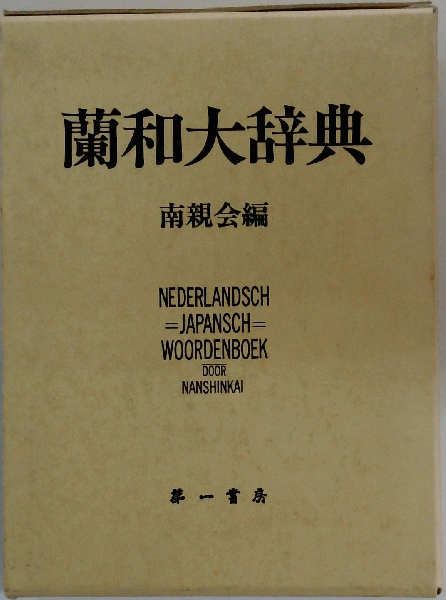 蘭和大辞典
南親会編
NEDERLANDSCH
=JAPANSCH=
WOORDENBOEK
DOOR
NANSHINKAI
第一書房